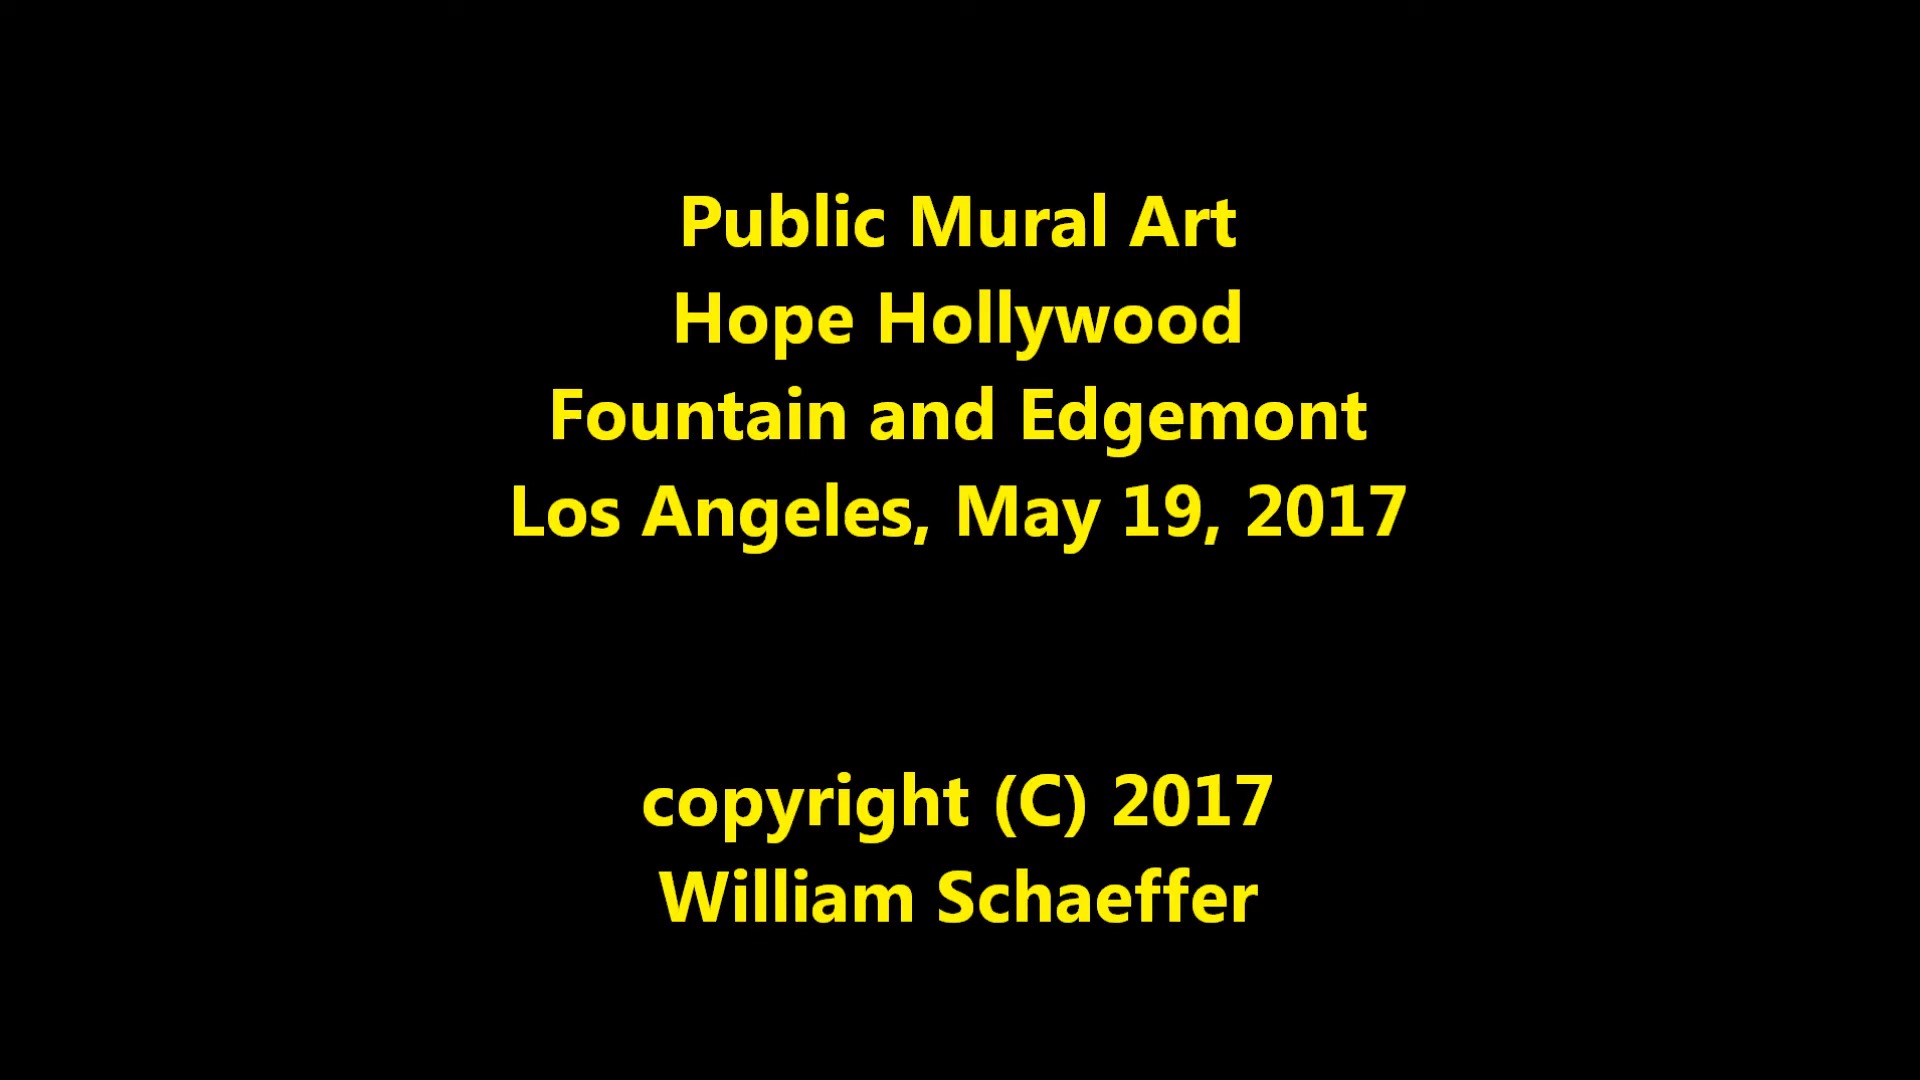 Public Mural Art
Hope Hollywood
Fountain and Edgemont
Los Angeles, May 19, 2017
copyright (C) 2017
William Schaeffer